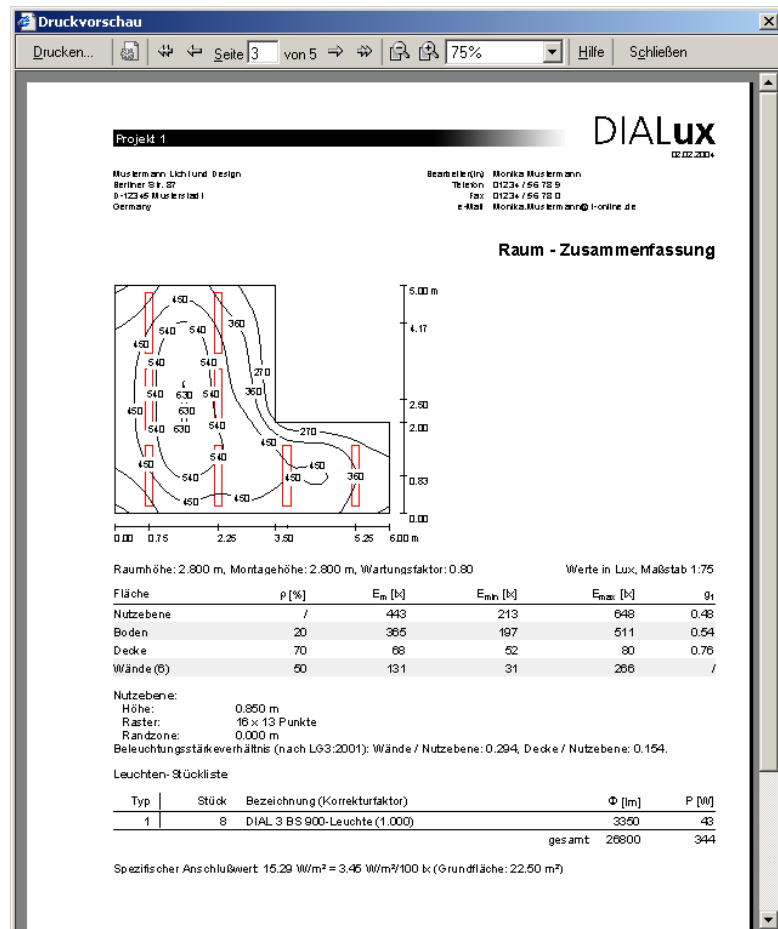 Druckvorschau
Drucken... Seite 3 von 5 75% Hilfe Schließen
Projekt 1
DIALux
02.02.2004
Mustermann Licht und Design
Berliner Str. 87
D-12345 Musterstadt
Germany
Bearbeiter(in) Monika Mustermann
Telefon 01234 / 56 78 9
Fax 01234 / 56 78 0
e-Mail Monika.Mustermann@t-online.de
Raum - Zusammenfassung
450
540 540
360
450
540 540
270
540 630 540 360
450 630
540 630 540
270
450
540
450 450
540 450 360
450 450
5.00 m
4.17
2.50
2.00
0.83
0.00
0.00 0.75 2.25 3.50 5.25 6.00 m
Raumhöhe: 2.800 m, Montagehöhe: 2.800 m, Wartungsfaktor: 0.80 Werte in Lux, Maßstab 1:75
Fläche ρ [%] Em [lx] Emin [lx] Emax [lx] g1
Nutzebene / 443 213 648 0.48
Boden 20 365 197 511 0.54
Decke 70 68 52 80 0.76
Wände (6) 50 131 31 266 /
Nutzebene:
Höhe: 0.850 m
Raster: 16 x 13 Punkte
Randzone: 0.000 m
Beleuchtungsstärkeverhältnis (nach LG3:2001): Wände / Nutzebene: 0.294, Decke / Nutzebene: 0.154.
Leuchten-Stückliste
Typ Stück Bezeichnung (Korrekturfaktor) Φ [lm] P [W]
1 8 DIAL 3 BS 900-Leuchte (1.000) 3350 43
gesamt: 26800 344
Spezifischer Anschlußwert: 15.29 W/m² = 3.45 W/m²/100 lx (Grundfläche: 22.50 m²)